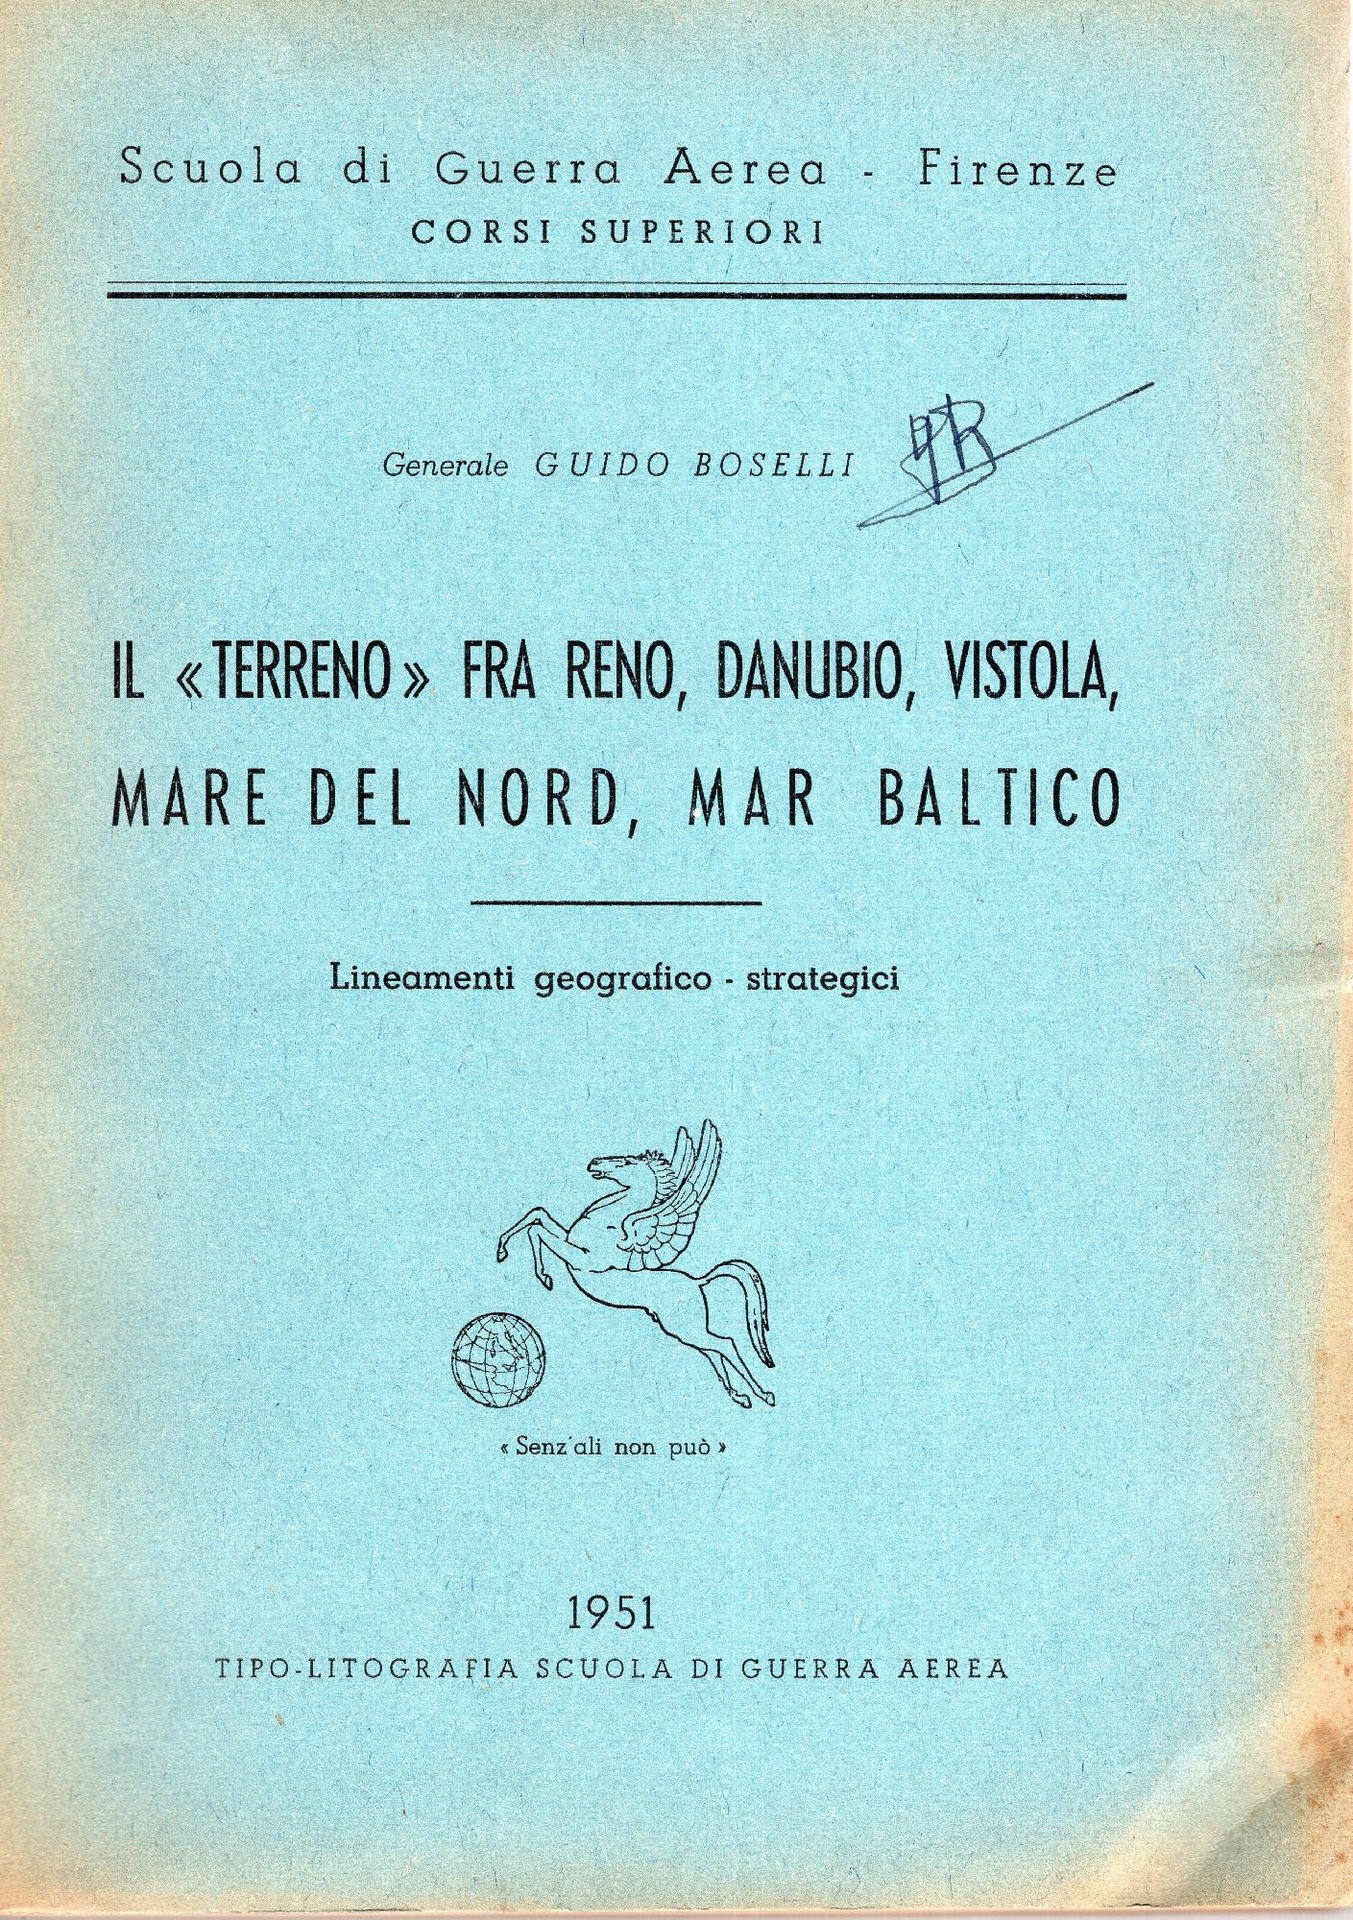 Scuola di Guerra Aerea - Firenze
CORSI SUPERIORI
Generale GUIDO BOSELLI
IL «TERRENO» FRA RENO, DANUBIO, VISTOLA,
MARE DEL NORD, MAR BALTICO
Lineamenti geografico - strategici
«Senz'ali non può»
1951
TIPO-LITOGRAFIA SCUOLA DI GUERRA AEREA